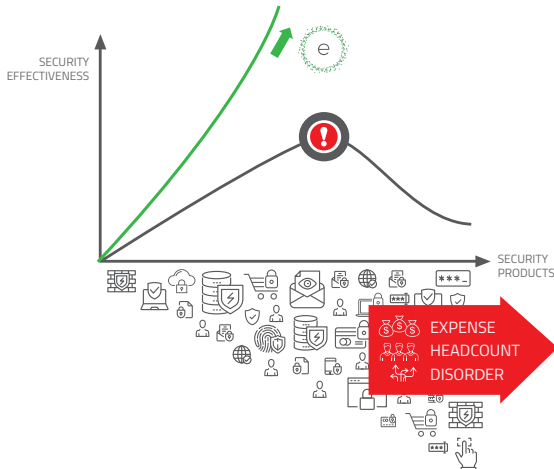 SECURITY
EFFECTIVENESS
e
!
SECURITY
PRODUCTS
***_
***
EXPENSE
HEADCOUNT
DISORDER
$ $ $
***